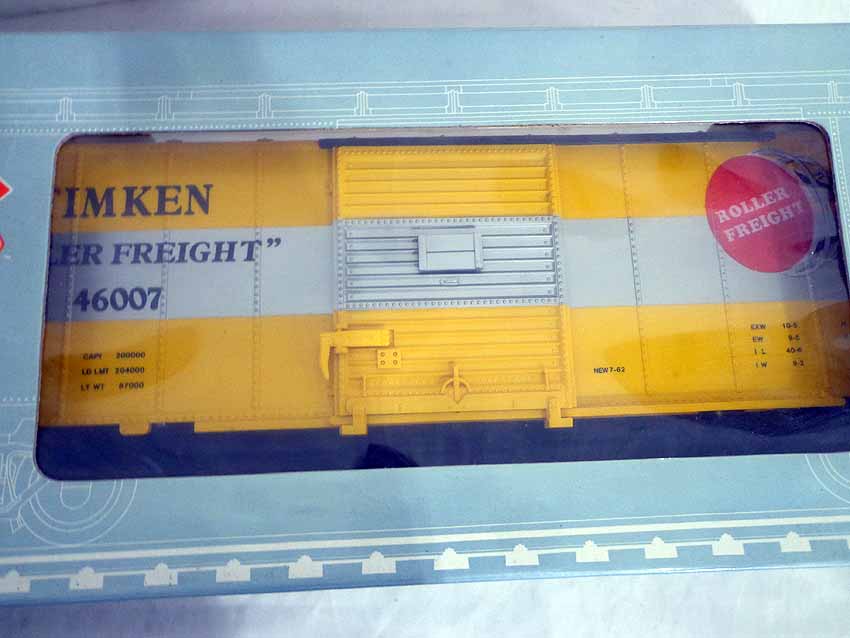 TIMKEN
ER FREIGHT”
46007
CAPY 200000
LD LMT 204000
LT WT 87000
NEW 7-62
ROLLER
FREIGHT
EXW 10-5
EW 9-5
I L 40-6
I W 9-2